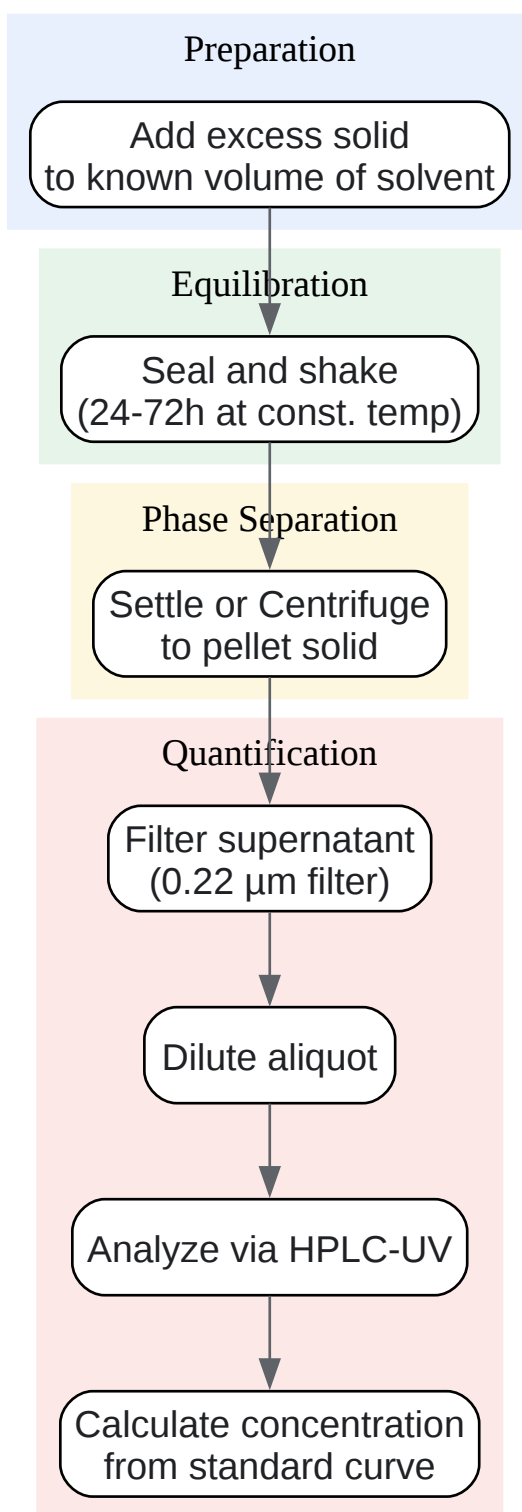 Preparation
Add excess solid
to known volume of solvent
Equilibration
Seal and shake
(24-72h at const. temp)
Phase Separation
Settle or Centrifuge
to pellet solid
Quantification
Filter supernatant
(0.22 µm filter)
Dilute aliquot
Analyze via HPLC-UV
Calculate concentration
from standard curve